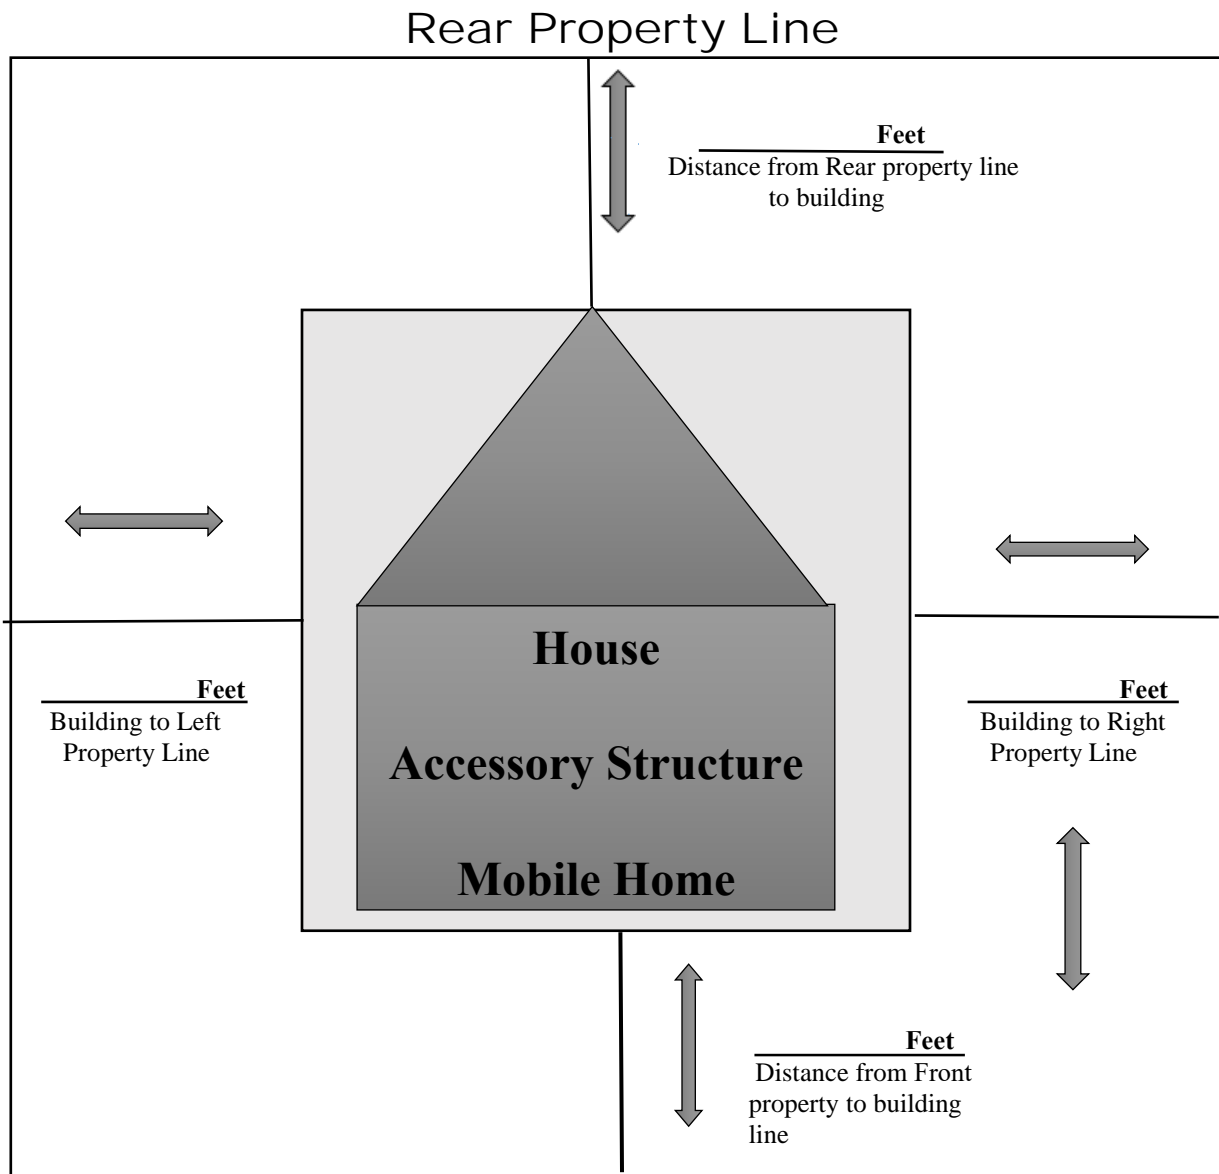 Rear Property Line
Feet
Distance from Rear property line
to building
House
Accessory Structure
Mobile Home
Feet
Building to Left
Property Line
Feet
Building to Right
Property Line
Feet
Distance from Front
property to building
line